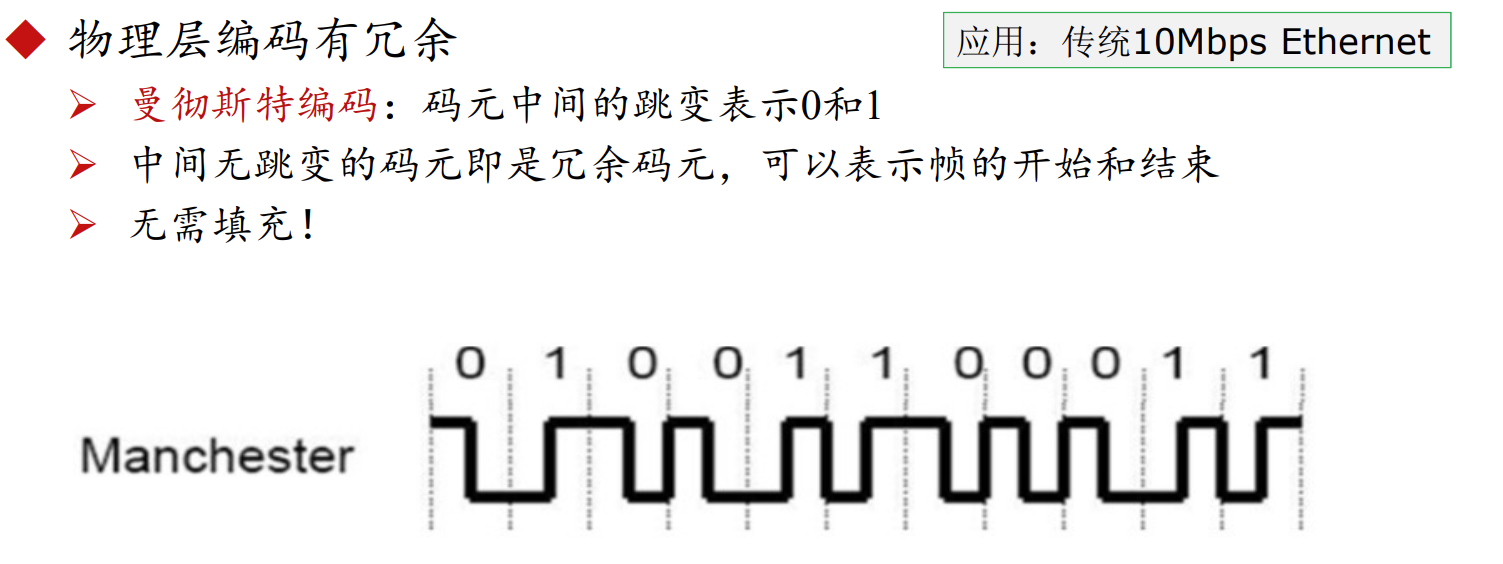 物理层编码有冗余
应用：传统10Mbps Ethernet
曼彻斯特编码：码元中间的跳变表示0和1
中间无跳变的码元即是冗余码元，可以表示帧的开始和结束
无需填充！
0 1 0 0 1 1 0 0 0 1 1
Manchester